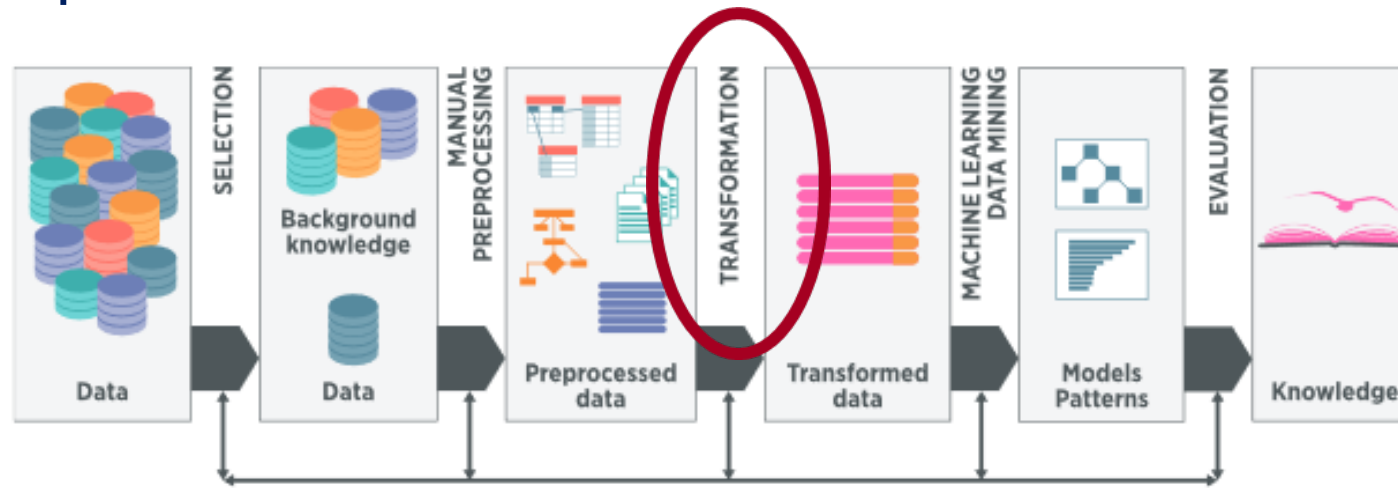 Data
SELECTION
Background
knowledge
Data
MANUAL
PREPROCESSING
Preprocessed
data
TRANSFORMATION
Transformed
data
MACHINE LEARNING
DATA MINING
Models
Patterns
EVALUATION
Knowledge